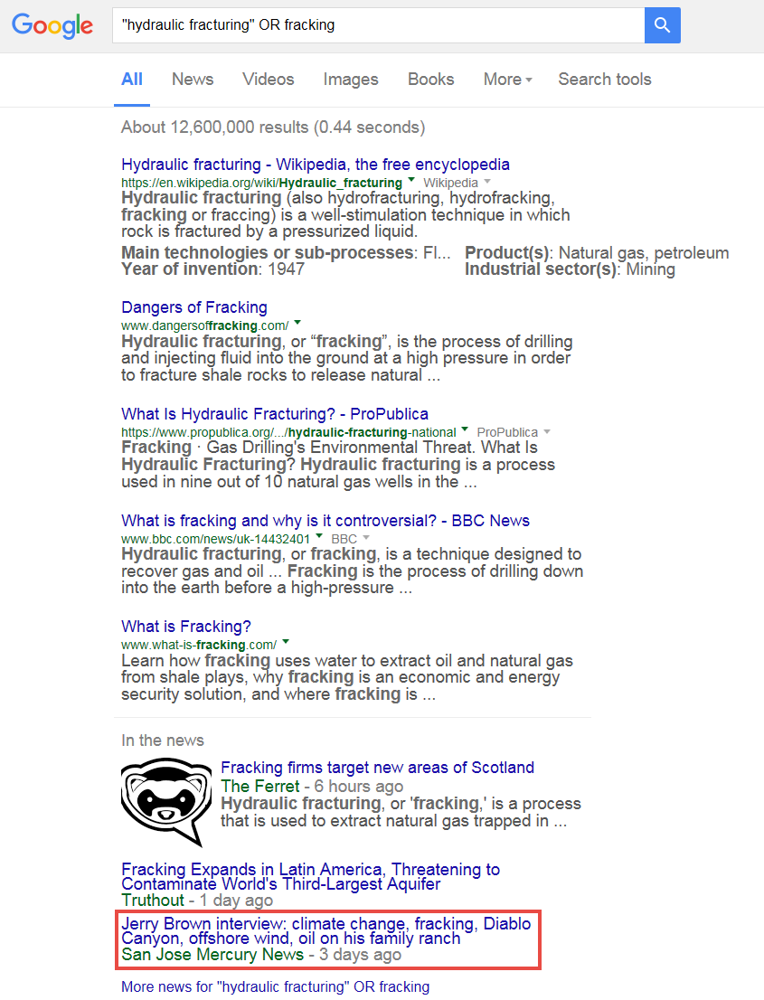 Google
"hydraulic fracturing" OR fracking
All News Videos Images Books More Search tools
About 12,600,000 results (0.44 seconds)
Hydraulic fracturing - Wikipedia, the free encyclopedia
https://en.wikipedia.org/wiki/Hydraulic_fracturing Wikipedia
Hydraulic fracturing (also hydrofracturing, hydrofracking,
fracking or fraccing) is a well-stimulation technique in which
rock is fractured by a pressurized liquid.
Main technologies or sub-processes: Fl... Product(s): Natural gas, petroleum
Year of invention: 1947 Industrial sector(s): Mining
Dangers of Fracking
www.dangersoffracking.com/
Hydraulic fracturing, or “fracking”, is the process of drilling
and injecting fluid into the ground at a high pressure in order
to fracture shale rocks to release natural ...
What Is Hydraulic Fracturing? - ProPublica
https://www.propublica.org/.../hydraulic-fracturing-national ProPublica
Fracking · Gas Drilling's Environmental Threat. What Is
Hydraulic Fracturing? Hydraulic fracturing is a process
used in nine out of 10 natural gas wells in the ...
What is fracking and why is it controversial? - BBC News
www.bbc.com/news/uk-14432401 BBC
Hydraulic fracturing, or fracking, is a technique designed to
recover gas and oil ... Fracking is the process of drilling down
into the earth before a high-pressure ...
What is Fracking?
www.what-is-fracking.com/
Learn how fracking uses water to extract oil and natural gas
from shale plays, why fracking is an economic and energy
security solution, and where fracking is ...
In the news
Fracking firms target new areas of Scotland
The Ferret - 6 hours ago
Hydraulic fracturing, or 'fracking,' is a process
that is used to extract natural gas trapped in ...
Fracking Expands in Latin America, Threatening to
Contaminate World's Third-Largest Aquifer
Truthout - 1 day ago
Jerry Brown interview: climate change, fracking, Diablo
Canyon, offshore wind, oil on his family ranch
San Jose Mercury News - 3 days ago
More news for "hydraulic fracturing" OR fracking